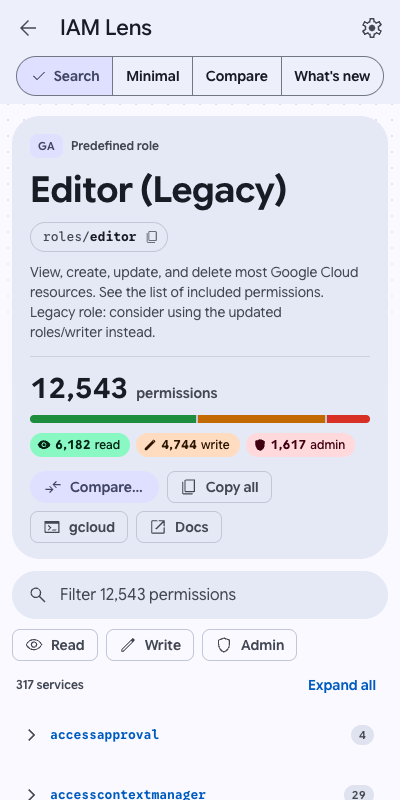 IAM Lens
Search
Minimal
Compare
What's new
GA Predefined role
Editor (Legacy)
roles/editor
View, create, update, and delete most Google Cloud
resources. See the list of included permissions.
Legacy role: consider using the updated
roles/writer instead.
12,543 permissions
6,182 read
4,744 write
1,617 admin
Compare...
Copy all
gcloud
Docs
Filter 12,543 permissions
Read
Write
Admin
317 services
Expand all
accessapproval 4
accesscontextmanager 29